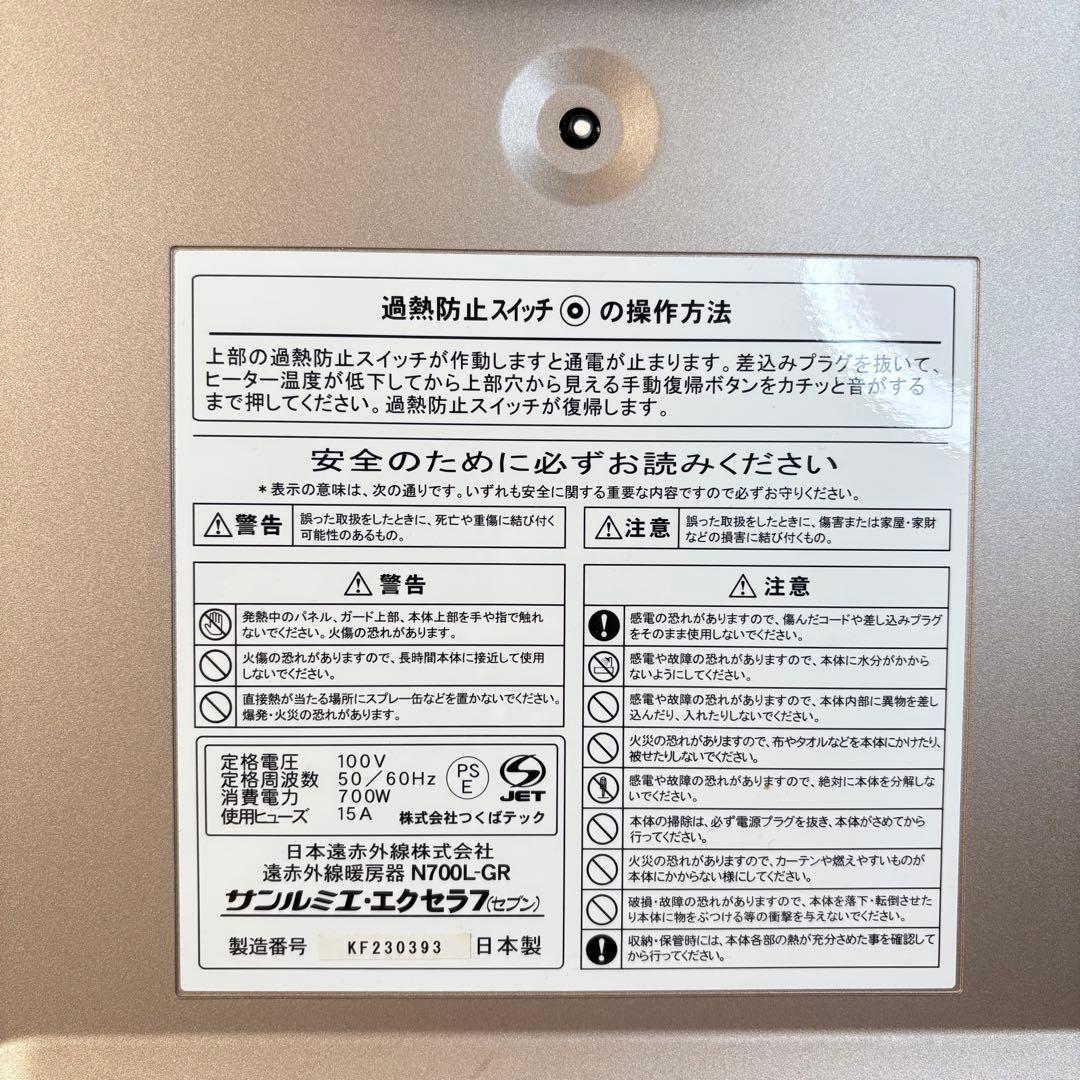 過熱防止スイッチ◎の操作方法
上部の過熱防止スイッチが作動しますと通電が止まります。差込みプラグを抜いて、
ヒーター温度が低下してから上部穴から見える手動復帰ボタンをカチッと音がする
まで押してください。過熱防止スイッチが復帰します。
安全のために必ずお読みください
*表示の意味は、次の通りです。いずれも安全に関する重要な内容ですので必ずお守りください。
⚠警告
誤った取扱をしたときに、死亡や重傷に結び付く
可能性のあるもの。
⚠注意
誤った取扱をしたときに、傷害または家屋・家財
などの損害に結び付くもの。
⚠ 警告
発熱中のパネル、ガード上部、本体上部を手や指で触れ
ないでください。火傷の恐れがあります。
火傷の恐れがありますので、長時間本体に接近して使用
しないでください。
直接熱が当たる場所にスプレー缶などを置かないでください。
爆発・火災の恐れがあります。
定格電圧 100V
定格周波数 50/60Hz
消費電力 700W
使用ヒューズ 15A
PS
E
JET
株式会社つくばテック
日本遠赤外線株式会社
遠赤外線暖房器 N700L-GR
サンルミエ・エクセラ7(セブン)
製造番号 KF230393 日本製
⚠ 注意
感電の恐れがありますので、傷んだコードや差し込みプラグ
をそのまま使用しないでください。
感電や故障の恐れがありますので、本体に水分がかから
ないようにしてください。
感電や故障の恐れがありますので、本体内部に異物を差し
込んだり、入れたりしないでください。
火災の恐れがありますので、布やタオルなどを本体にかけたり、
被せたりしないでください。
感電や故障の恐れがありますので、絶対に本体を分解しな
いでください。
本体の掃除は、必ず電源プラグを抜き、本体がさめてから
行ってください。
火災の恐れがありますので、カーテンや燃えやすいものが
本体にかからない様にしてください。
破損・故障の恐れがありますので、本体を落下・転倒させた
り本体に物をぶつける等の衝撃を与えないでください。
収納・保管時には、本体各部の熱が充分さめた事を確認して
から行ってください。